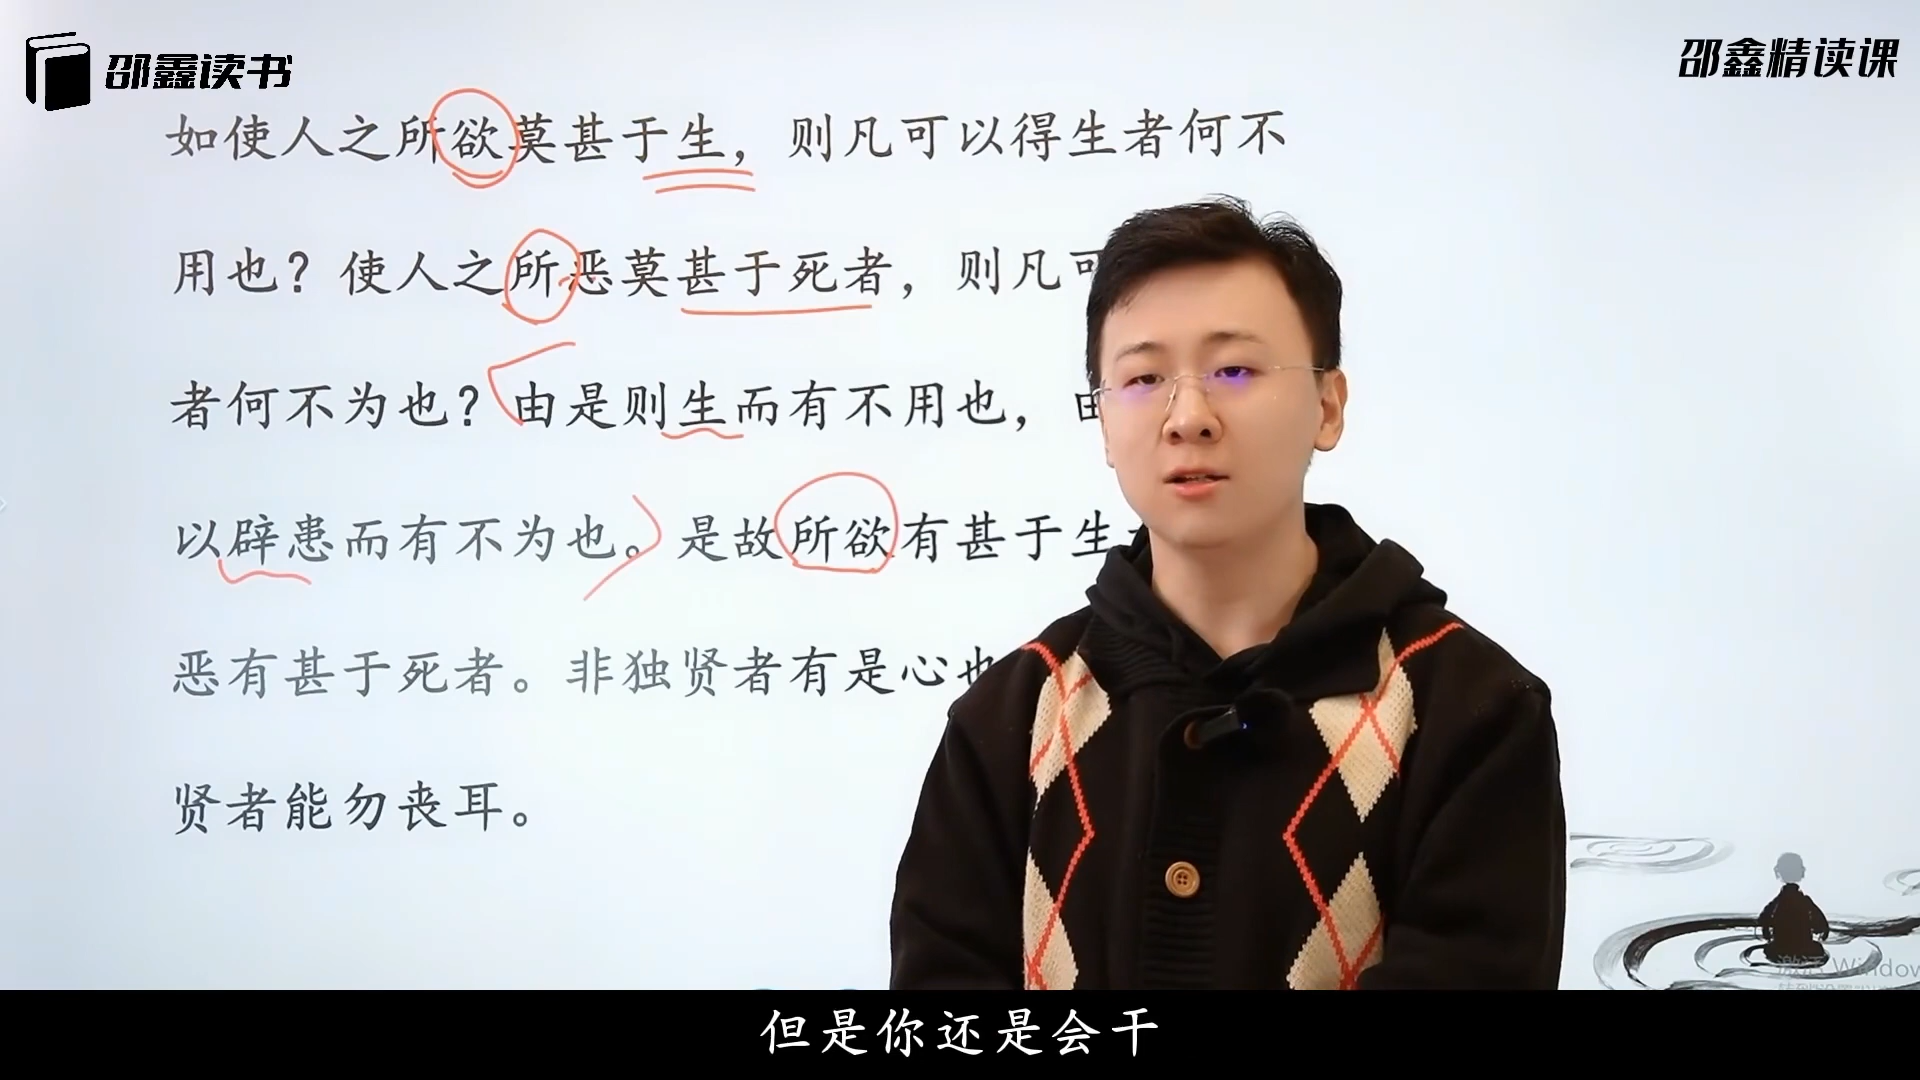 邵鑫读书
邵鑫精读课
如使人之所欲莫甚于生，则凡可以得生者何不
用也？使人之所恶莫甚于死者，则凡可
者何不为也？由是则生而有不用也，由
以辟患而有不为也。是故所欲有甚于生
恶有甚于死者。非独贤者有是心也
贤者能勿丧耳。
激活 Window
但是你还是会干